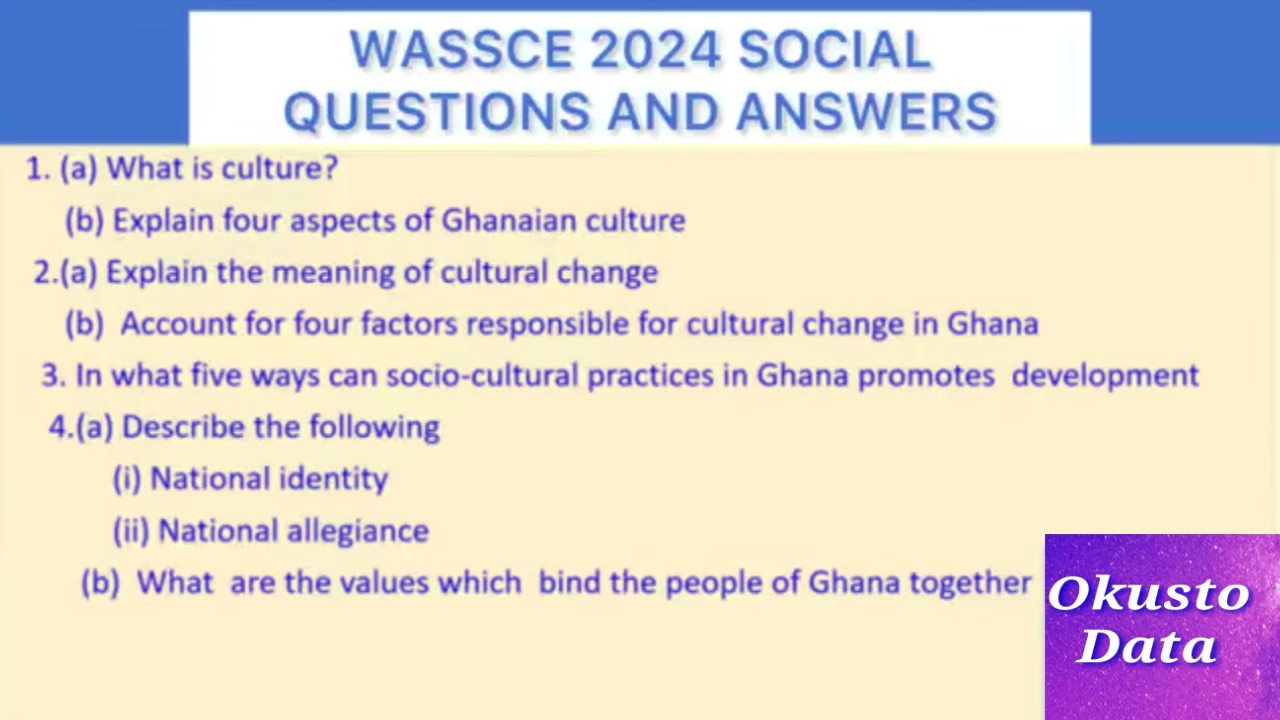 WASSCE 2024 SOCIAL
QUESTIONS AND ANSWERS
1. (a) What is culture?
(b) Explain four aspects of Ghanaian culture
2.(a) Explain the meaning of cultural change
(b) Account for four factors responsible for cultural change in Ghana
3. In what five ways can socio-cultural practices in Ghana promotes development
4.(a) Describe the following
(i) National identity
(ii) National allegiance
(b) What are the values which bind the people of Ghana together
Okusto
Data